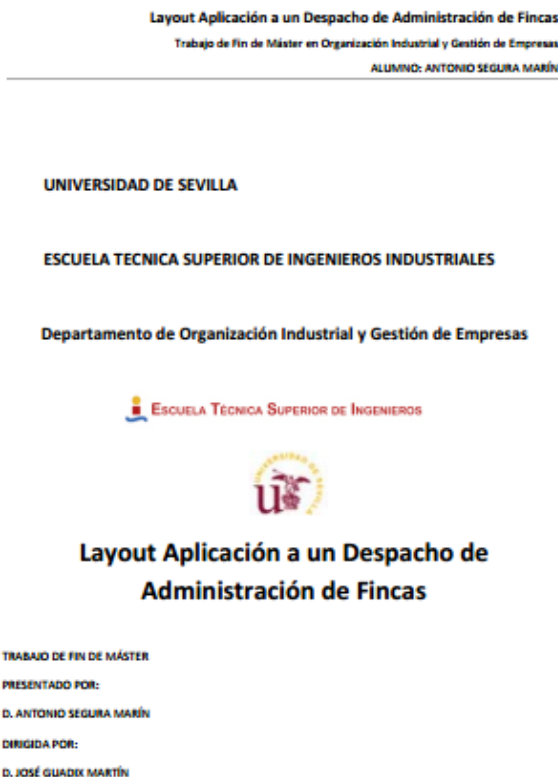 Layout Aplicación a un Despacho de Administración de Fincas
Trabajo de Fin de Máster en Organización Industrial y Gestión de Empresas
ALUMNO: ANTONIO SEGURA MARÍN
UNIVERSIDAD DE SEVILLA
ESCUELA TECNICA SUPERIOR DE INGENIEROS INDUSTRIALES
Departamento de Organización Industrial y Gestión de Empresas
ESCUELA TÉCNICA SUPERIOR DE INGENIEROS
UNIVERSIDAD DE SEVILLA
Layout Aplicación a un Despacho de
Administración de Fincas
TRABAJO DE FIN DE MÁSTER
PRESENTADO POR:
D. ANTONIO SEGURA MARÍN
DIRIGIDA POR:
D. JOSÉ GUADIX MARTÍN